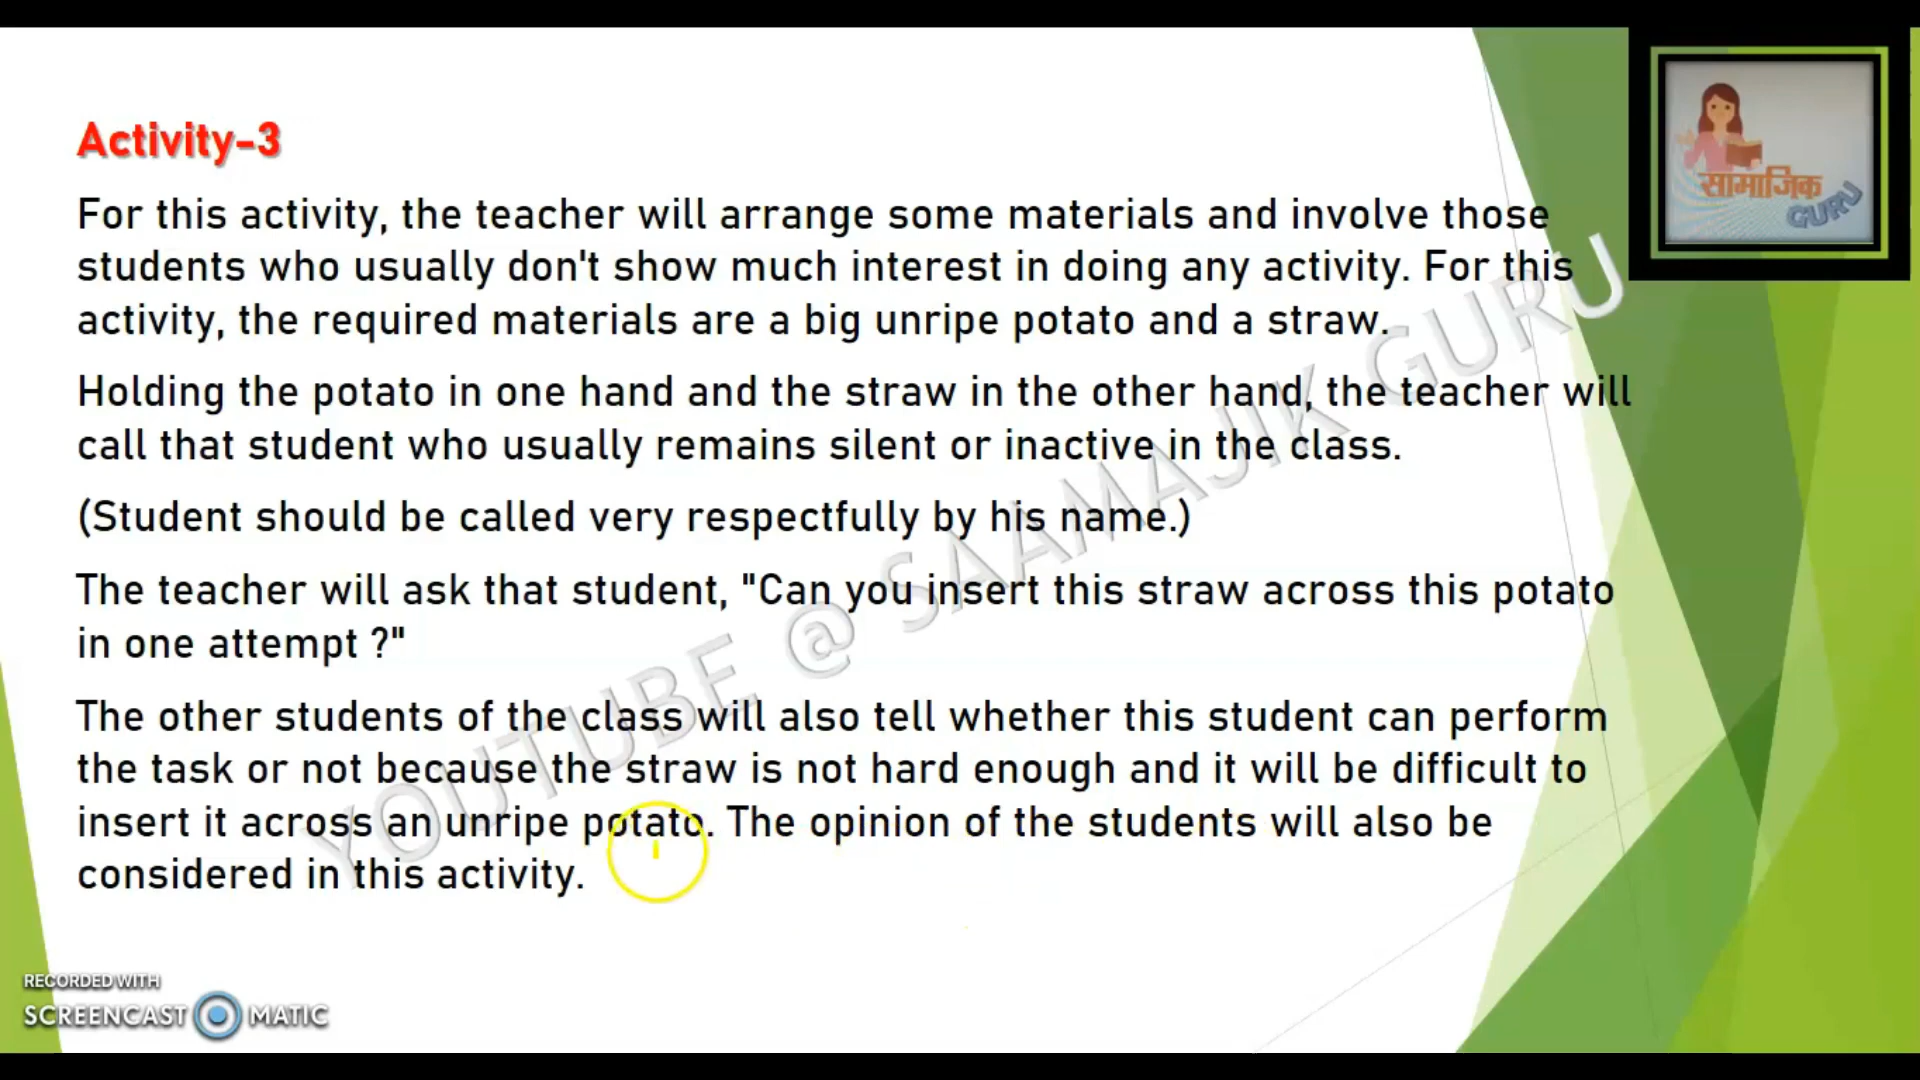 Activity-3
For this activity, the teacher will arrange some materials and involve those
students who usually don't show much interest in doing any activity. For this
activity, the required materials are a big unripe potato and a straw.
Holding the potato in one hand and the straw in the other hand, the teacher will
call that student who usually remains silent or inactive in the class.
(Student should be called very respectfully by his name.)
The teacher will ask that student, "Can you insert this straw across this potato
in one attempt ?"
The other students of the class will also tell whether this student can perform
the task or not because the straw is not hard enough and it will be difficult to
insert it across an unripe potato. The opinion of the students will also be
considered in this activity.
YOUTUBE @ SAAMAJIK GURU
सामाजिक
GURU
RECORDED WITH
SCREENCAST MATIC